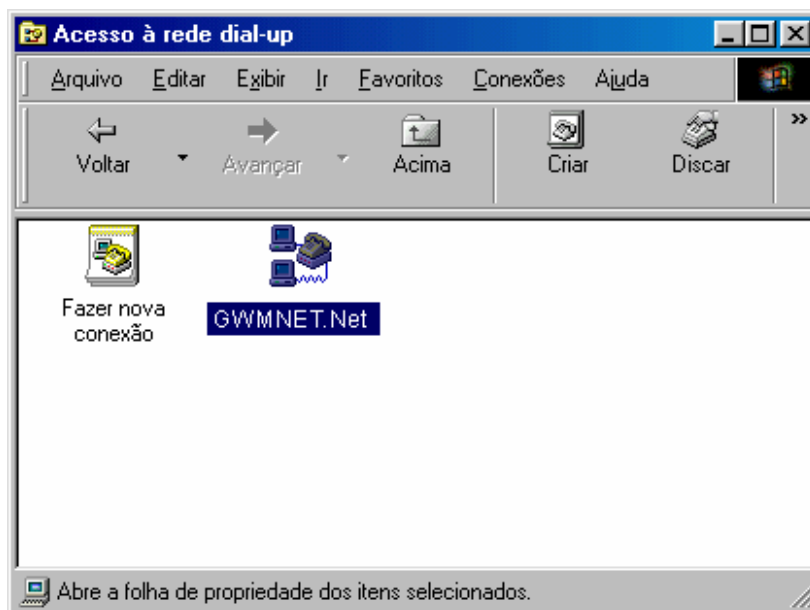 Acesso à rede dial-up
Arquivo Editar Exibir Ir Favoritos Conexões Ajuda
Voltar Avançar Acima Criar Discar »
Fazer nova
conexão
GWMNET.Net
Abre a folha de propriedade dos itens selecionados.